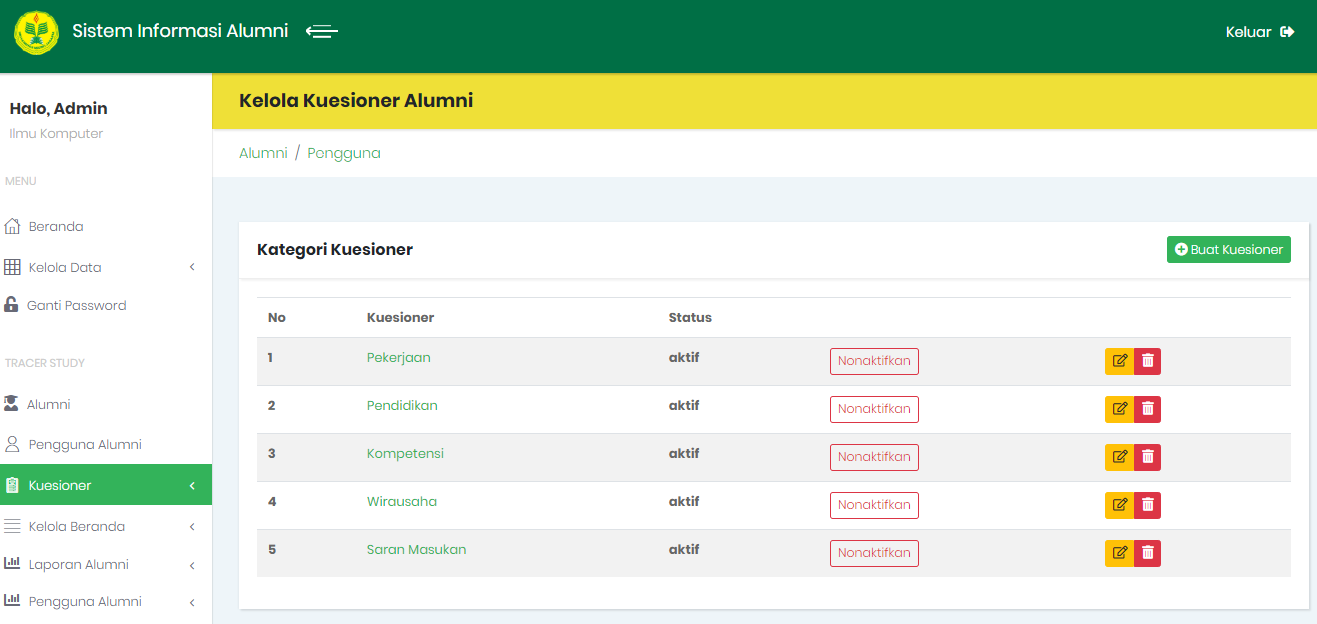 Sistem Informasi Alumni
Keluar
Halo, Admin
Ilmu Komputer
MENU
Beranda
Kelola Data
Ganti Password
TRACER STUDY
Alumni
Pengguna Alumni
Kuesioner
Kelola Beranda
Laporan Alumni
Pengguna Alumni
Kelola Kuesioner Alumni
Alumni / Pengguna
Kategori Kuesioner
Buat Kuesioner
No Kuesioner Status
1 Pekerjaan aktif Nonaktifkan
2 Pendidikan aktif Nonaktifkan
3 Kompetensi aktif Nonaktifkan
4 Wirausaha aktif Nonaktifkan
5 Saran Masukan aktif Nonaktifkan